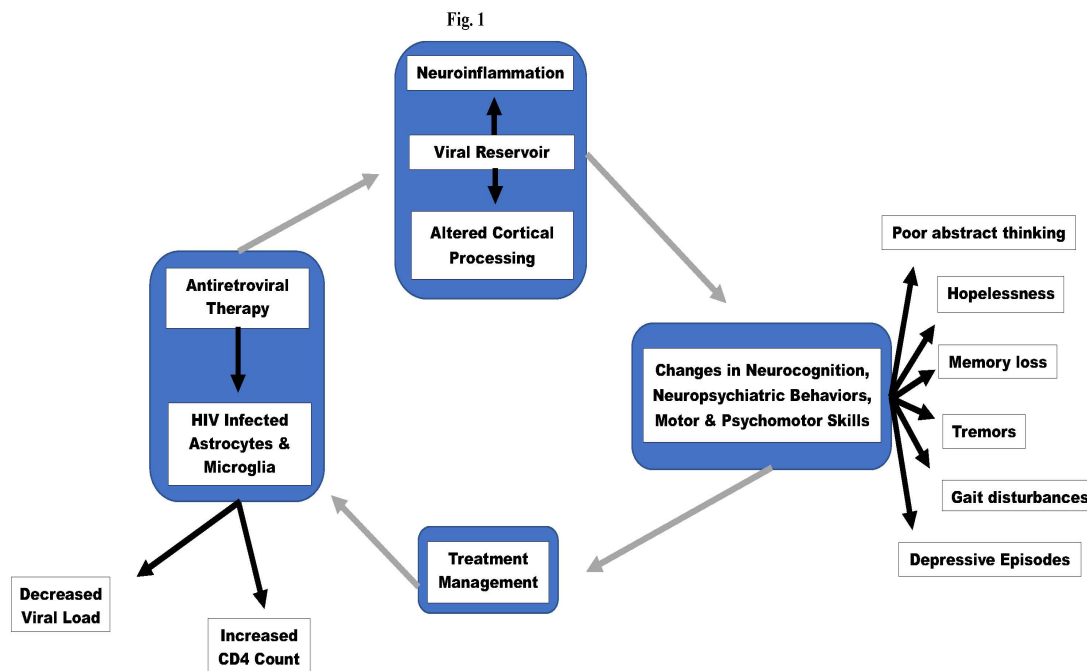 Fig. 1
Neuroinflammation
Viral Reservoir
Altered Cortical
Processing
Antiretroviral
Therapy
HIV Infected
Astrocytes &
Microglia
Decreased
Viral Load
Increased
CD4 Count
Changes in Neurocognition,
Neuropsychiatric Behaviors,
Motor & Psychomotor Skills
Poor abstract thinking
Hopelessness
Memory loss
Tremors
Gait disturbances
Depressive Episodes
Treatment
Management